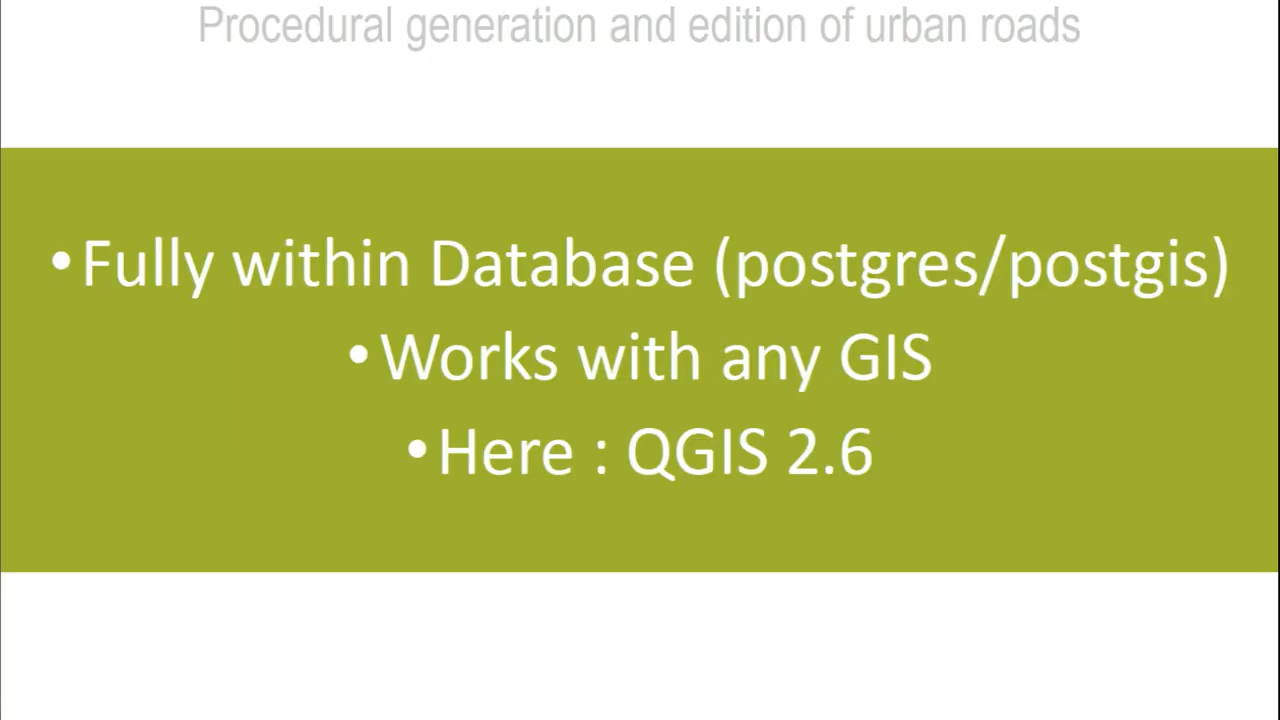 Procedural generation and edition of urban roads
•Fully within Database (postgres/postgis)
•Works with any GIS
•Here : QGIS 2.6